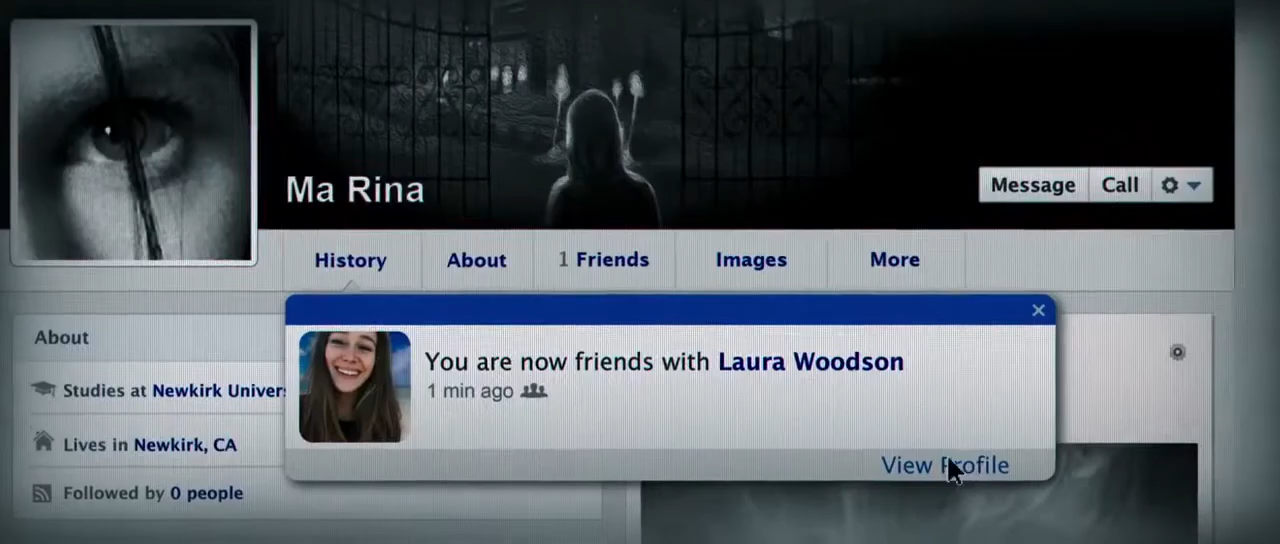 Ma Rina
Message Call
History About 1 Friends Images More
About
Studies at Newkirk
Lives in Newkirk, CA
Followed by 0 people
You are now friends with Laura Woodson
1 min ago
View Profile